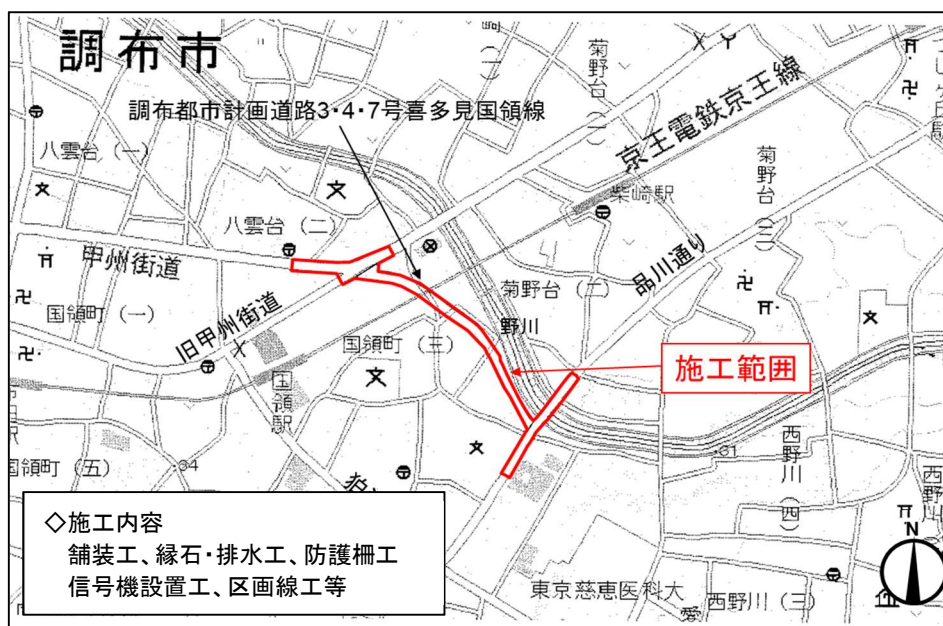 調布市
菊野台（一）
調布都市計画道路3・4・7号喜多見国領線
京王電鉄京王線
八雲台（一）
柴崎駅
菊野台（三）
八雲台（二）
甲州街道
品川通り
菊野台（二）
国領町（一）
旧甲州街道
国領町（三）
野川
施工範囲
国領駅
国領町（五）
西野川（四）
◇施工内容
舗装工、縁石・排水工、防護柵工
信号機設置工、区画線工等
N
東京慈恵医科大
西野川（三）